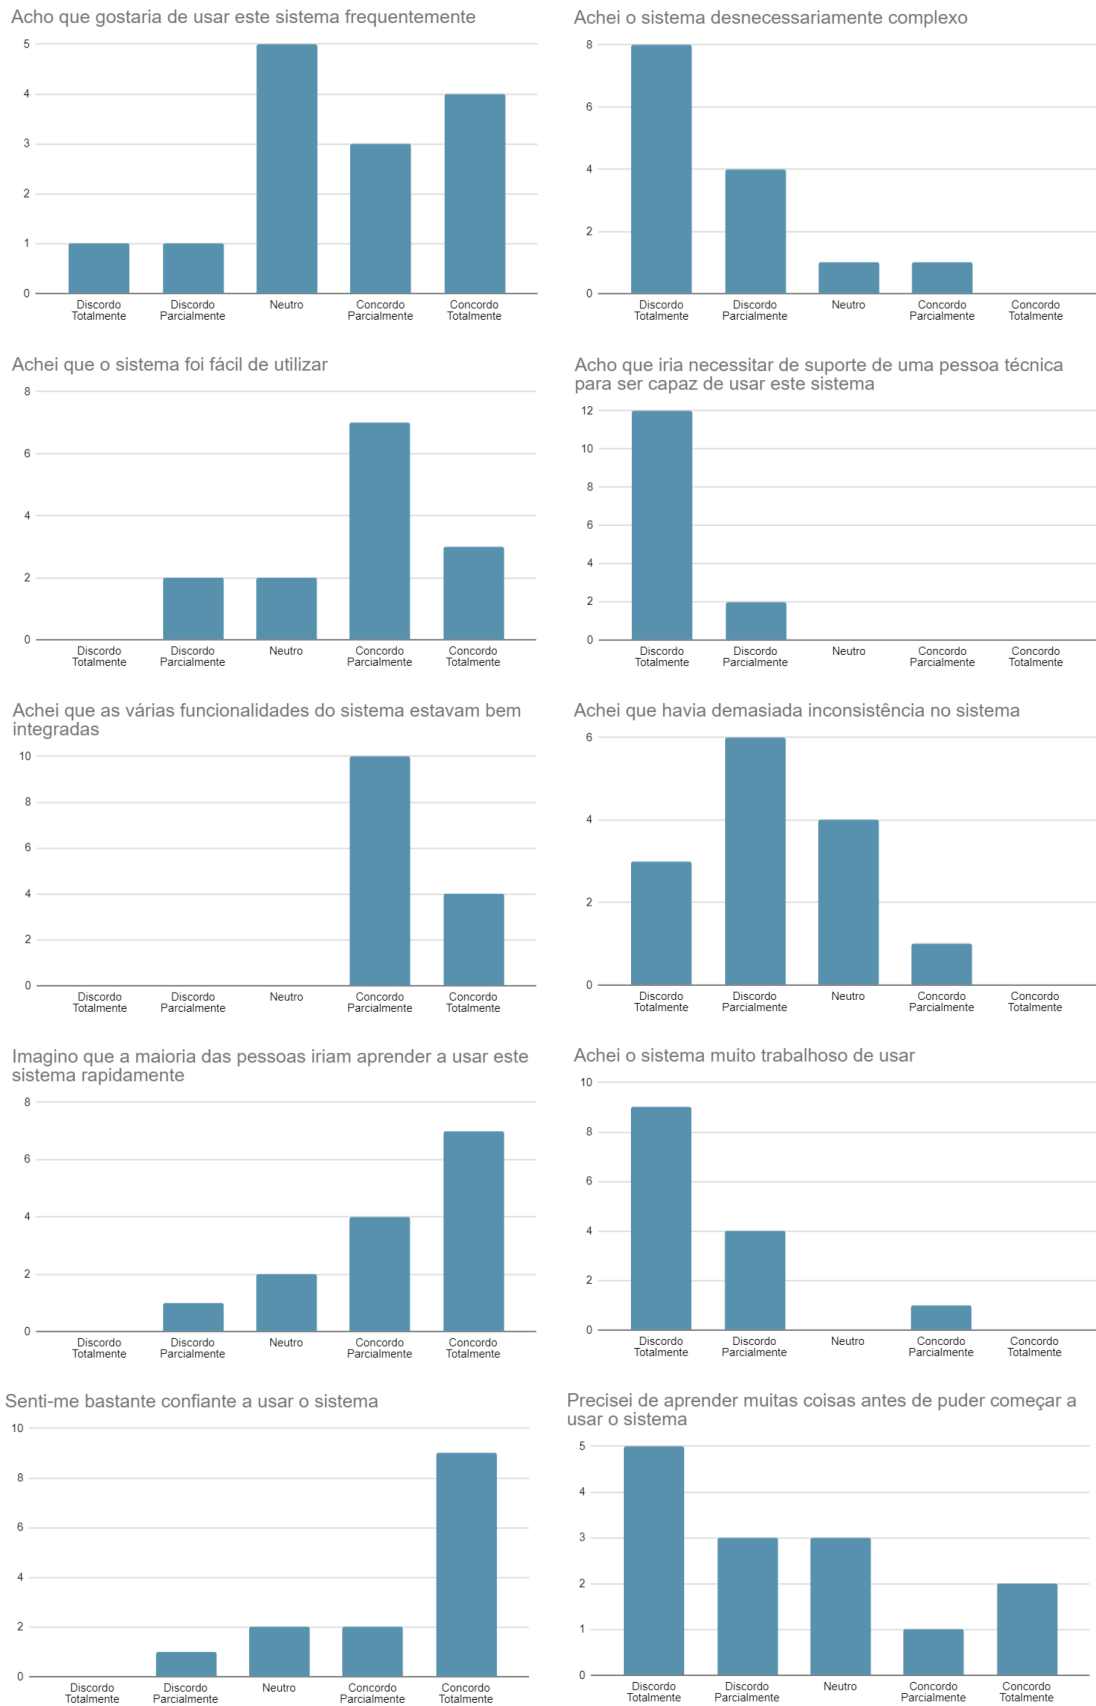 Acho que gostaria de usar este sistema frequentemente
5
4
3
2
1
0
Discordo
Totalmente
Discordo
Parcialmente
Neutro
Concordo
Parcialmente
Concordo
Totalmente
Achei o sistema desnecessariamente complexo
8
6
4
2
0
Discordo
Totalmente
Discordo
Parcialmente
Neutro
Concordo
Parcialmente
Concordo
Totalmente
Achei que o sistema foi fácil de utilizar
8
6
4
2
0
Discordo
Totalmente
Discordo
Parcialmente
Neutro
Concordo
Parcialmente
Concordo
Totalmente
Acho que iria necessitar de suporte de uma pessoa técnica
para ser capaz de usar este sistema
12
10
8
6
4
2
0
Discordo
Totalmente
Discordo
Parcialmente
Neutro
Concordo
Parcialmente
Concordo
Totalmente
Achei que as várias funcionalidades do sistema estavam bem
integradas
10
8
6
4
2
0
Discordo
Totalmente
Discordo
Parcialmente
Neutro
Concordo
Parcialmente
Concordo
Totalmente
Achei que havia demasiada inconsistência no sistema
6
4
2
0
Discordo
Totalmente
Discordo
Parcialmente
Neutro
Concordo
Parcialmente
Concordo
Totalmente
Imagino que a maioria das pessoas iriam aprender a usar este
sistema rapidamente
8
6
4
2
0
Discordo
Totalmente
Discordo
Parcialmente
Neutro
Concordo
Parcialmente
Concordo
Totalmente
Achei o sistema muito trabalhoso de usar
10
8
6
4
2
0
Discordo
Totalmente
Discordo
Parcialmente
Neutro
Concordo
Parcialmente
Concordo
Totalmente
Senti-me bastante confiante a usar o sistema
10
8
6
4
2
0
Discordo
Totalmente
Discordo
Parcialmente
Neutro
Concordo
Parcialmente
Concordo
Totalmente
Precisei de aprender muitas coisas antes de puder começar a
usar o sistema
5
4
3
2
1
0
Discordo
Totalmente
Discordo
Parcialmente
Neutro
Concordo
Parcialmente
Concordo
Totalmente